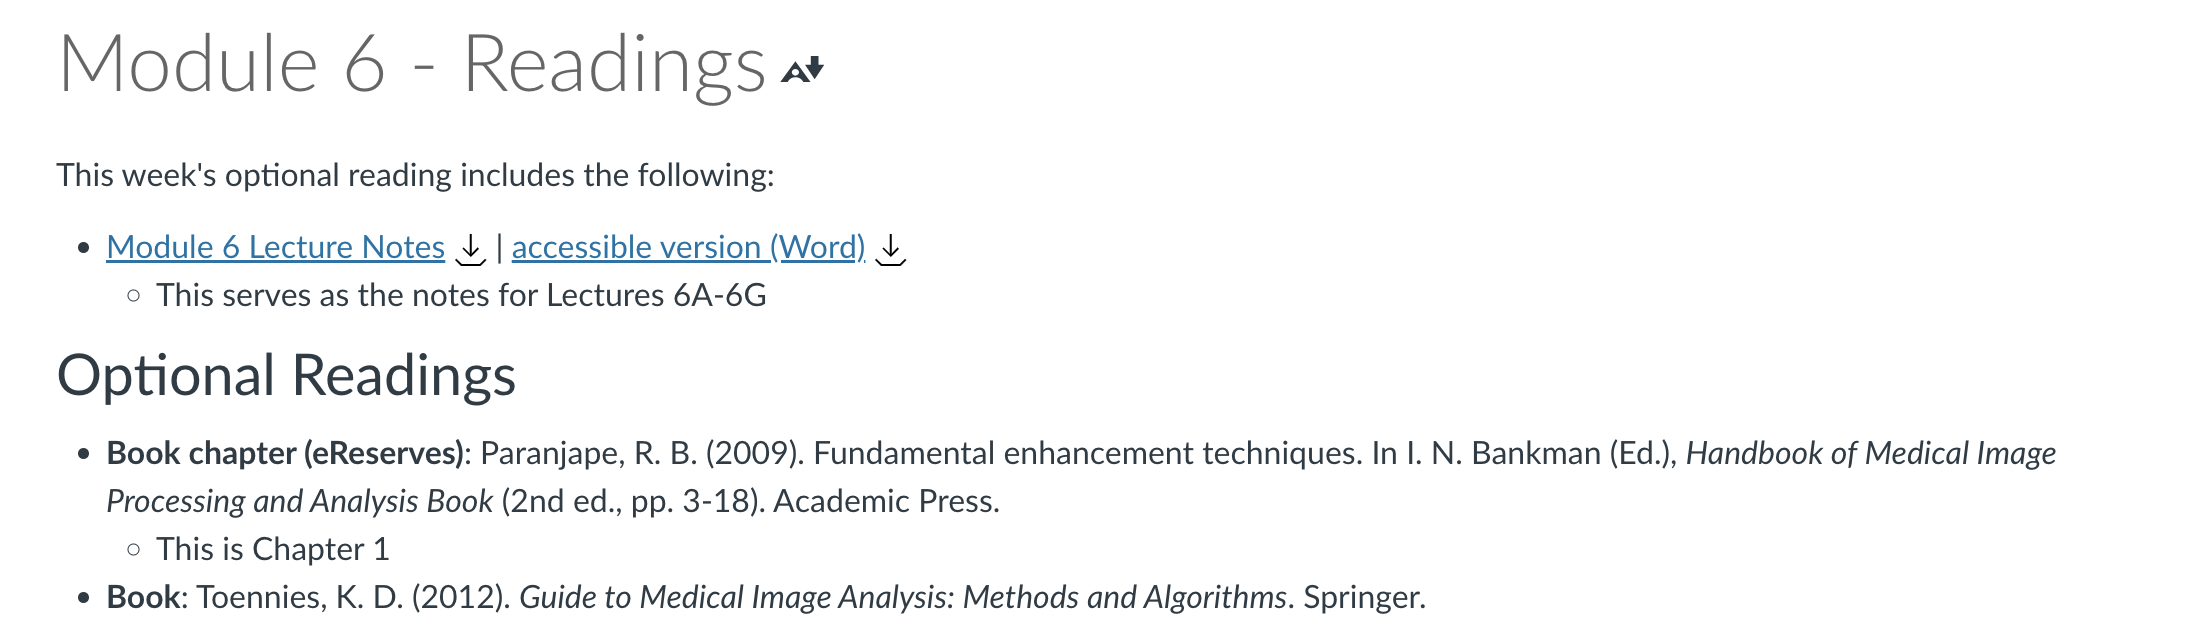 Module 6 - Readings
This week's optional reading includes the following:
Module 6 Lecture Notes | accessible version (Word)
This serves as the notes for Lectures 6A-6G
Optional Readings
Book chapter (eReserves): Paranjape, R. B. (2009). Fundamental enhancement techniques. In I. N. Bankman (Ed.), Handbook of Medical Image
Processing and Analysis Book (2nd ed., pp. 3-18). Academic Press.
This is Chapter 1
Book: Toennies, K. D. (2012). Guide to Medical Image Analysis: Methods and Algorithms. Springer.